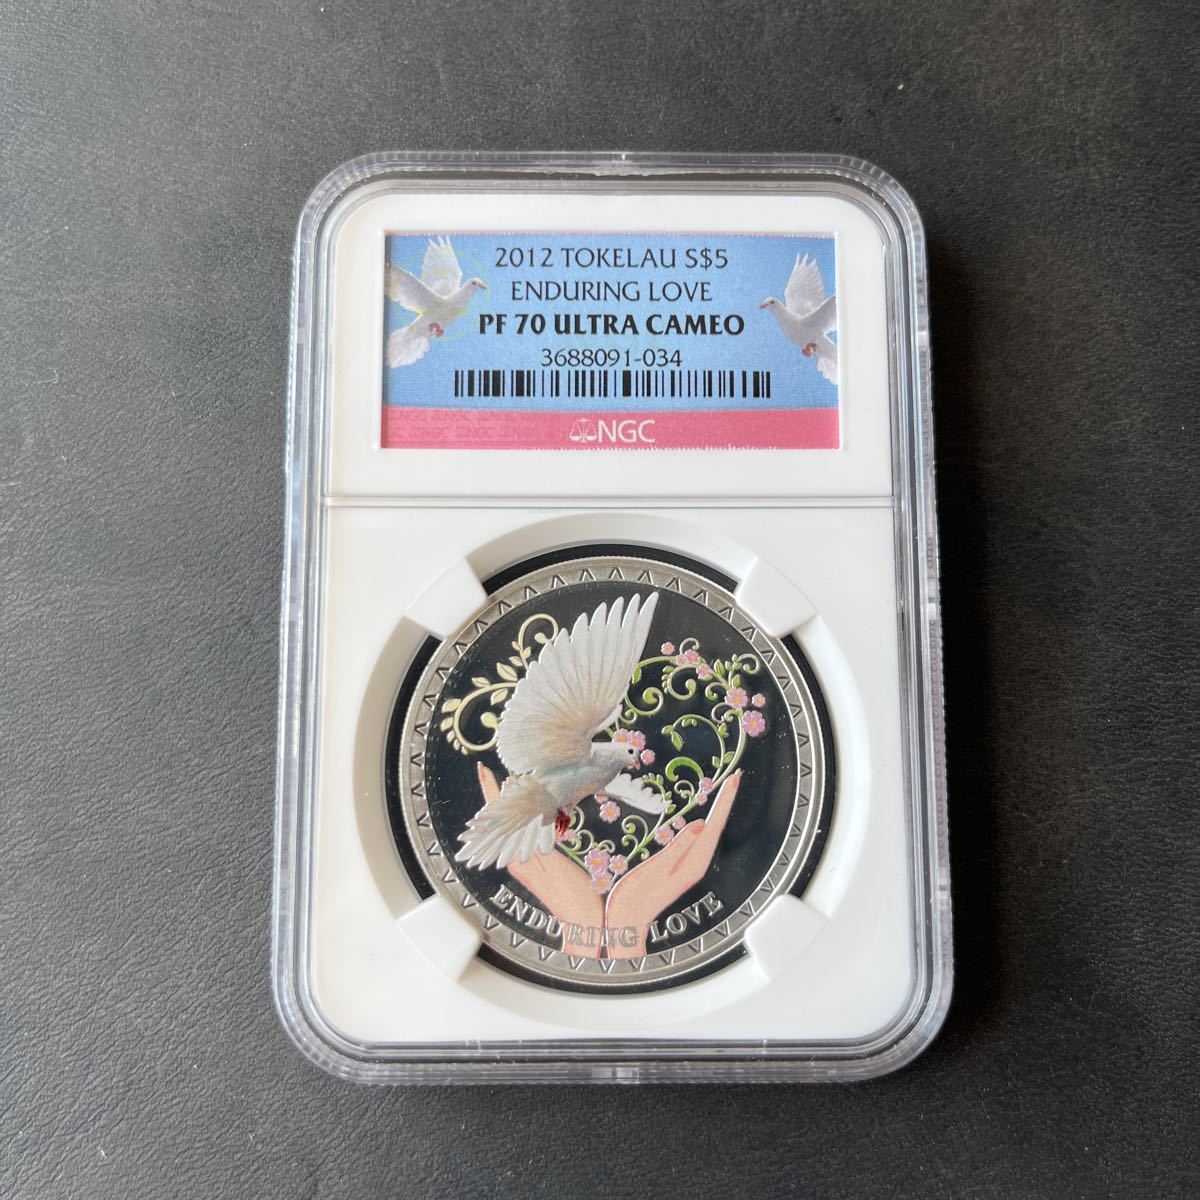 2012 TOKELAU S$5
ENDURING LOVE
PF 70 ULTRA CAMEO
3688091-034
NGC
ENDURING LOVE